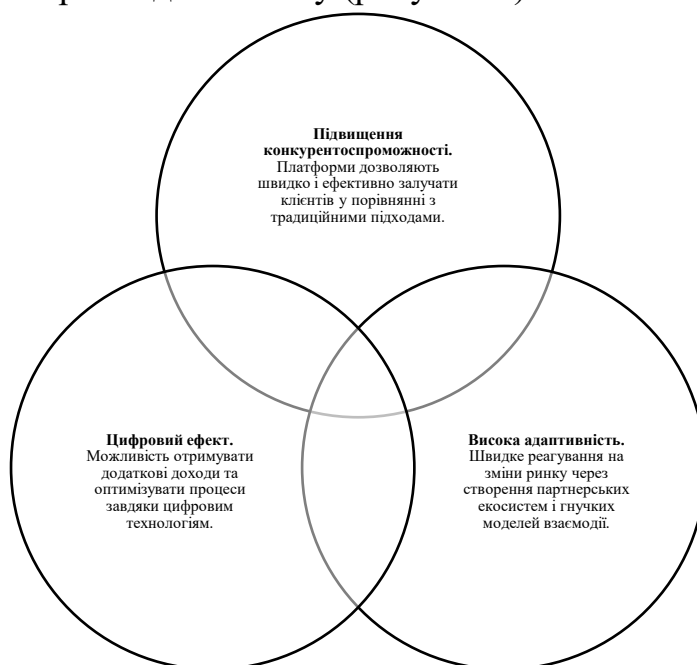 Підвищення
конкурентоспроможності.
Платформи дозволяють
швидко і ефективно залучати
клієнтів у порівнянні з
традиційними підходами.
Цифровий ефект.
Можливість отримувати
додаткові доходи та
оптимізувати процеси
завдяки цифровим
технологіям.
Висока адаптивність.
Швидке реагування на
зміни ринку через
створення партнерських
екосистем і гнучких
моделей взаємодії.